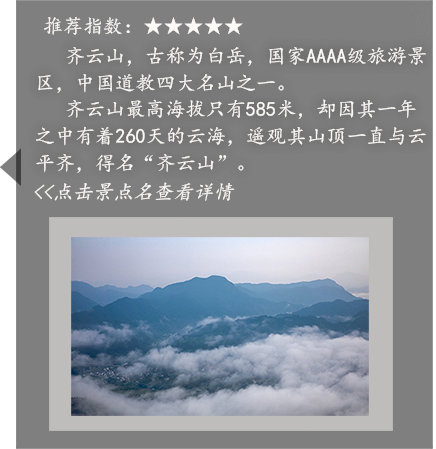 推荐指数：★★★★★
齐云山，古称为白岳，国家AAAA级旅游景
区，中国道教四大名山之一。
齐云山最高海拔只有585米，却因其一年
之中有着260天的云海，遥观其山顶一直与云
平齐，得名“齐云山”。
<<点击景点名查看详情